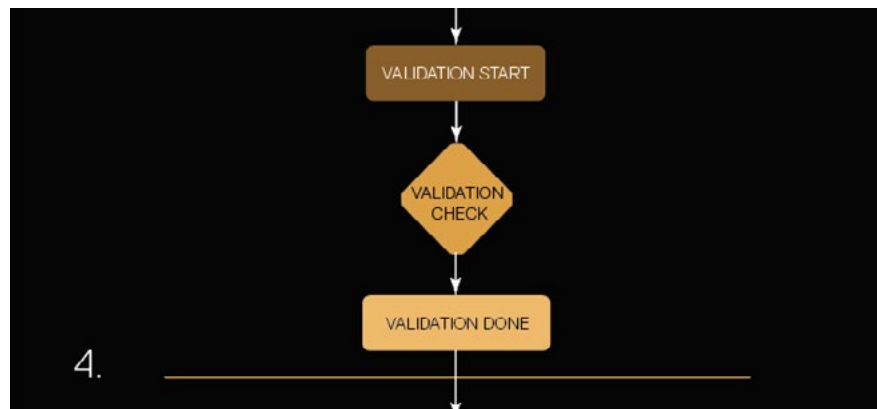 VALIDATION START
VALIDATION
CHECK
VALIDATION DONE
4.